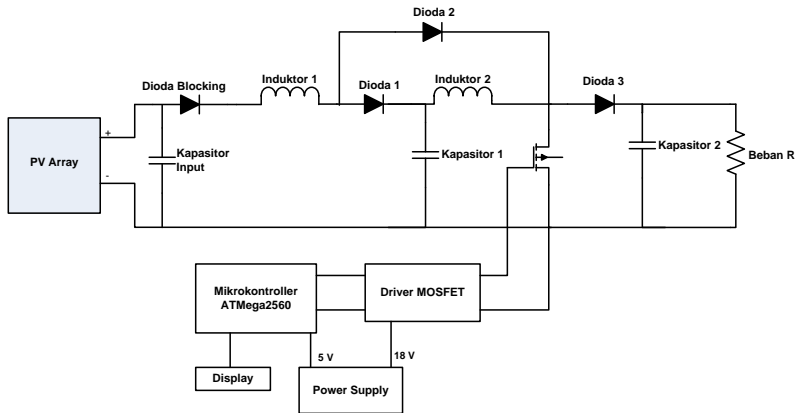 Dioda 2
Dioda Blocking
Induktor 1
Dioda 1
Induktor 2
Dioda 3
PV Array
+
-
Kapasitor
Input
Kapasitor 1
Kapasitor 2
Beban R
Mikrokontroller
ATMega2560
Driver MOSFET
5 V
18 V
Display
Power Supply